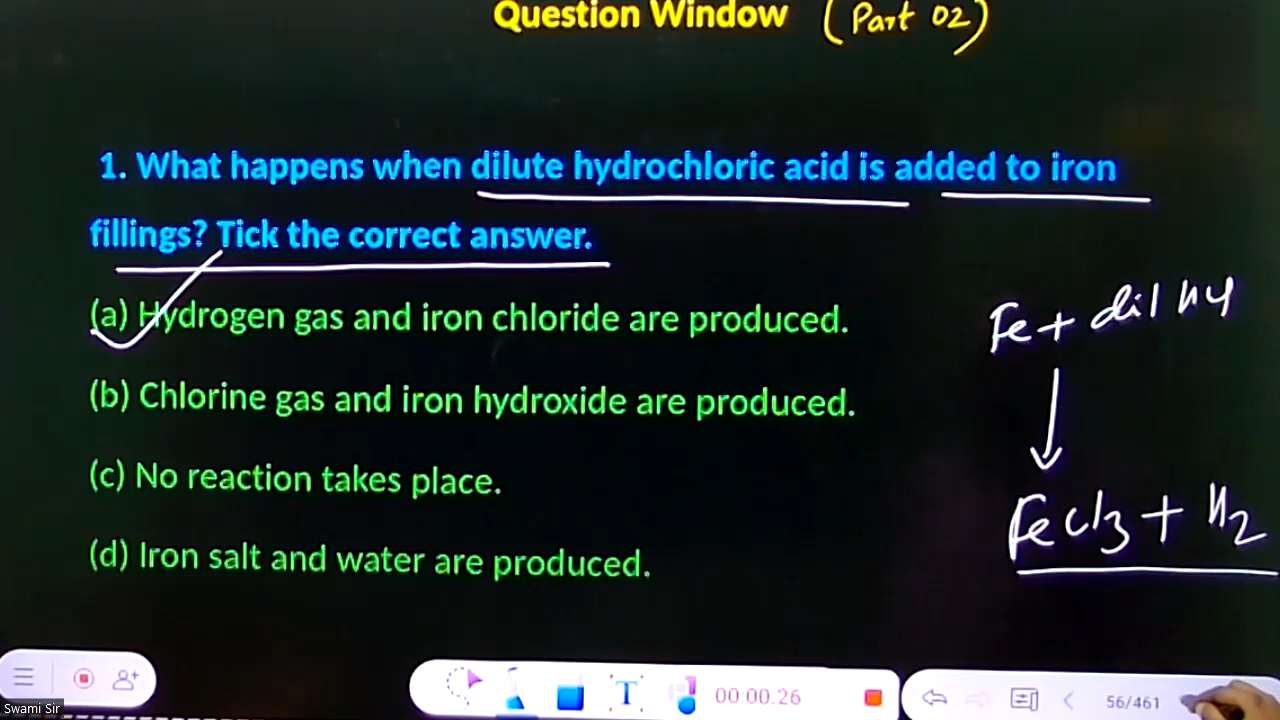 Question Window (Part 02)
1. What happens when dilute hydrochloric acid is added to iron
fillings? Tick the correct answer.
(a) Hydrogen gas and iron chloride are produced.
(b) Chlorine gas and iron hydroxide are produced.
(c) No reaction takes place.
(d) Iron salt and water are produced.
Fe + dil
FeCl3 + H2
T 00 00.26
56/461
Swami Sir